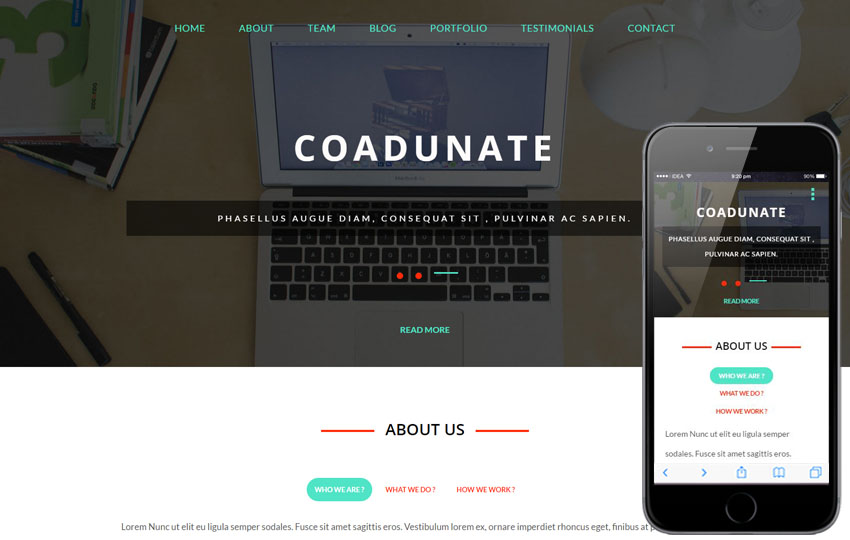 HOME ABOUT TEAM BLOG PORTFOLIO TESTIMONIALS CONTACT
COADUNATE
PHASELLUS AUGUE DIAM, CONSEQUAT SIT , PULVINAR AC SAPIEN.
READ MORE
ABOUT US
WHO WE ARE ? WHAT WE DO ? HOW WE WORK ?
Lorem Nunc ut elit eu ligula semper sodales. Fusce sit amet sagittis eros. Vestibulum lorem ex, ornare imperdiet rhoncus eget, finibus at
IDEA 9:20 pm 90%
COADUNATE
PHASELLUS AUGUE DIAM, CONSEQUAT SIT ,
PULVINAR AC SAPIEN.
READ MORE
ABOUT US
WHO WE ARE ?
WHAT WE DO ?
HOW WE WORK ?
Lorem Nunc ut elit eu ligula semper
sodales. Fusce sit amet sagittis eros.